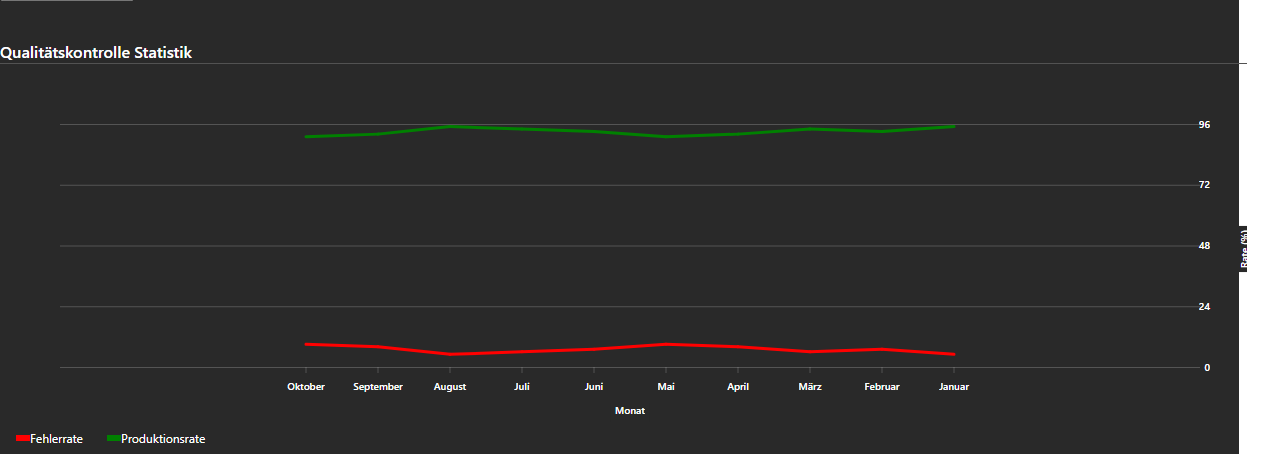 Qualitätskontrolle Statistik
96
72
48
24
0
Rate (%)
Oktober September August Juli Juni Mai April März Februar Januar
Monat
Fehlerrate Produktionsrate